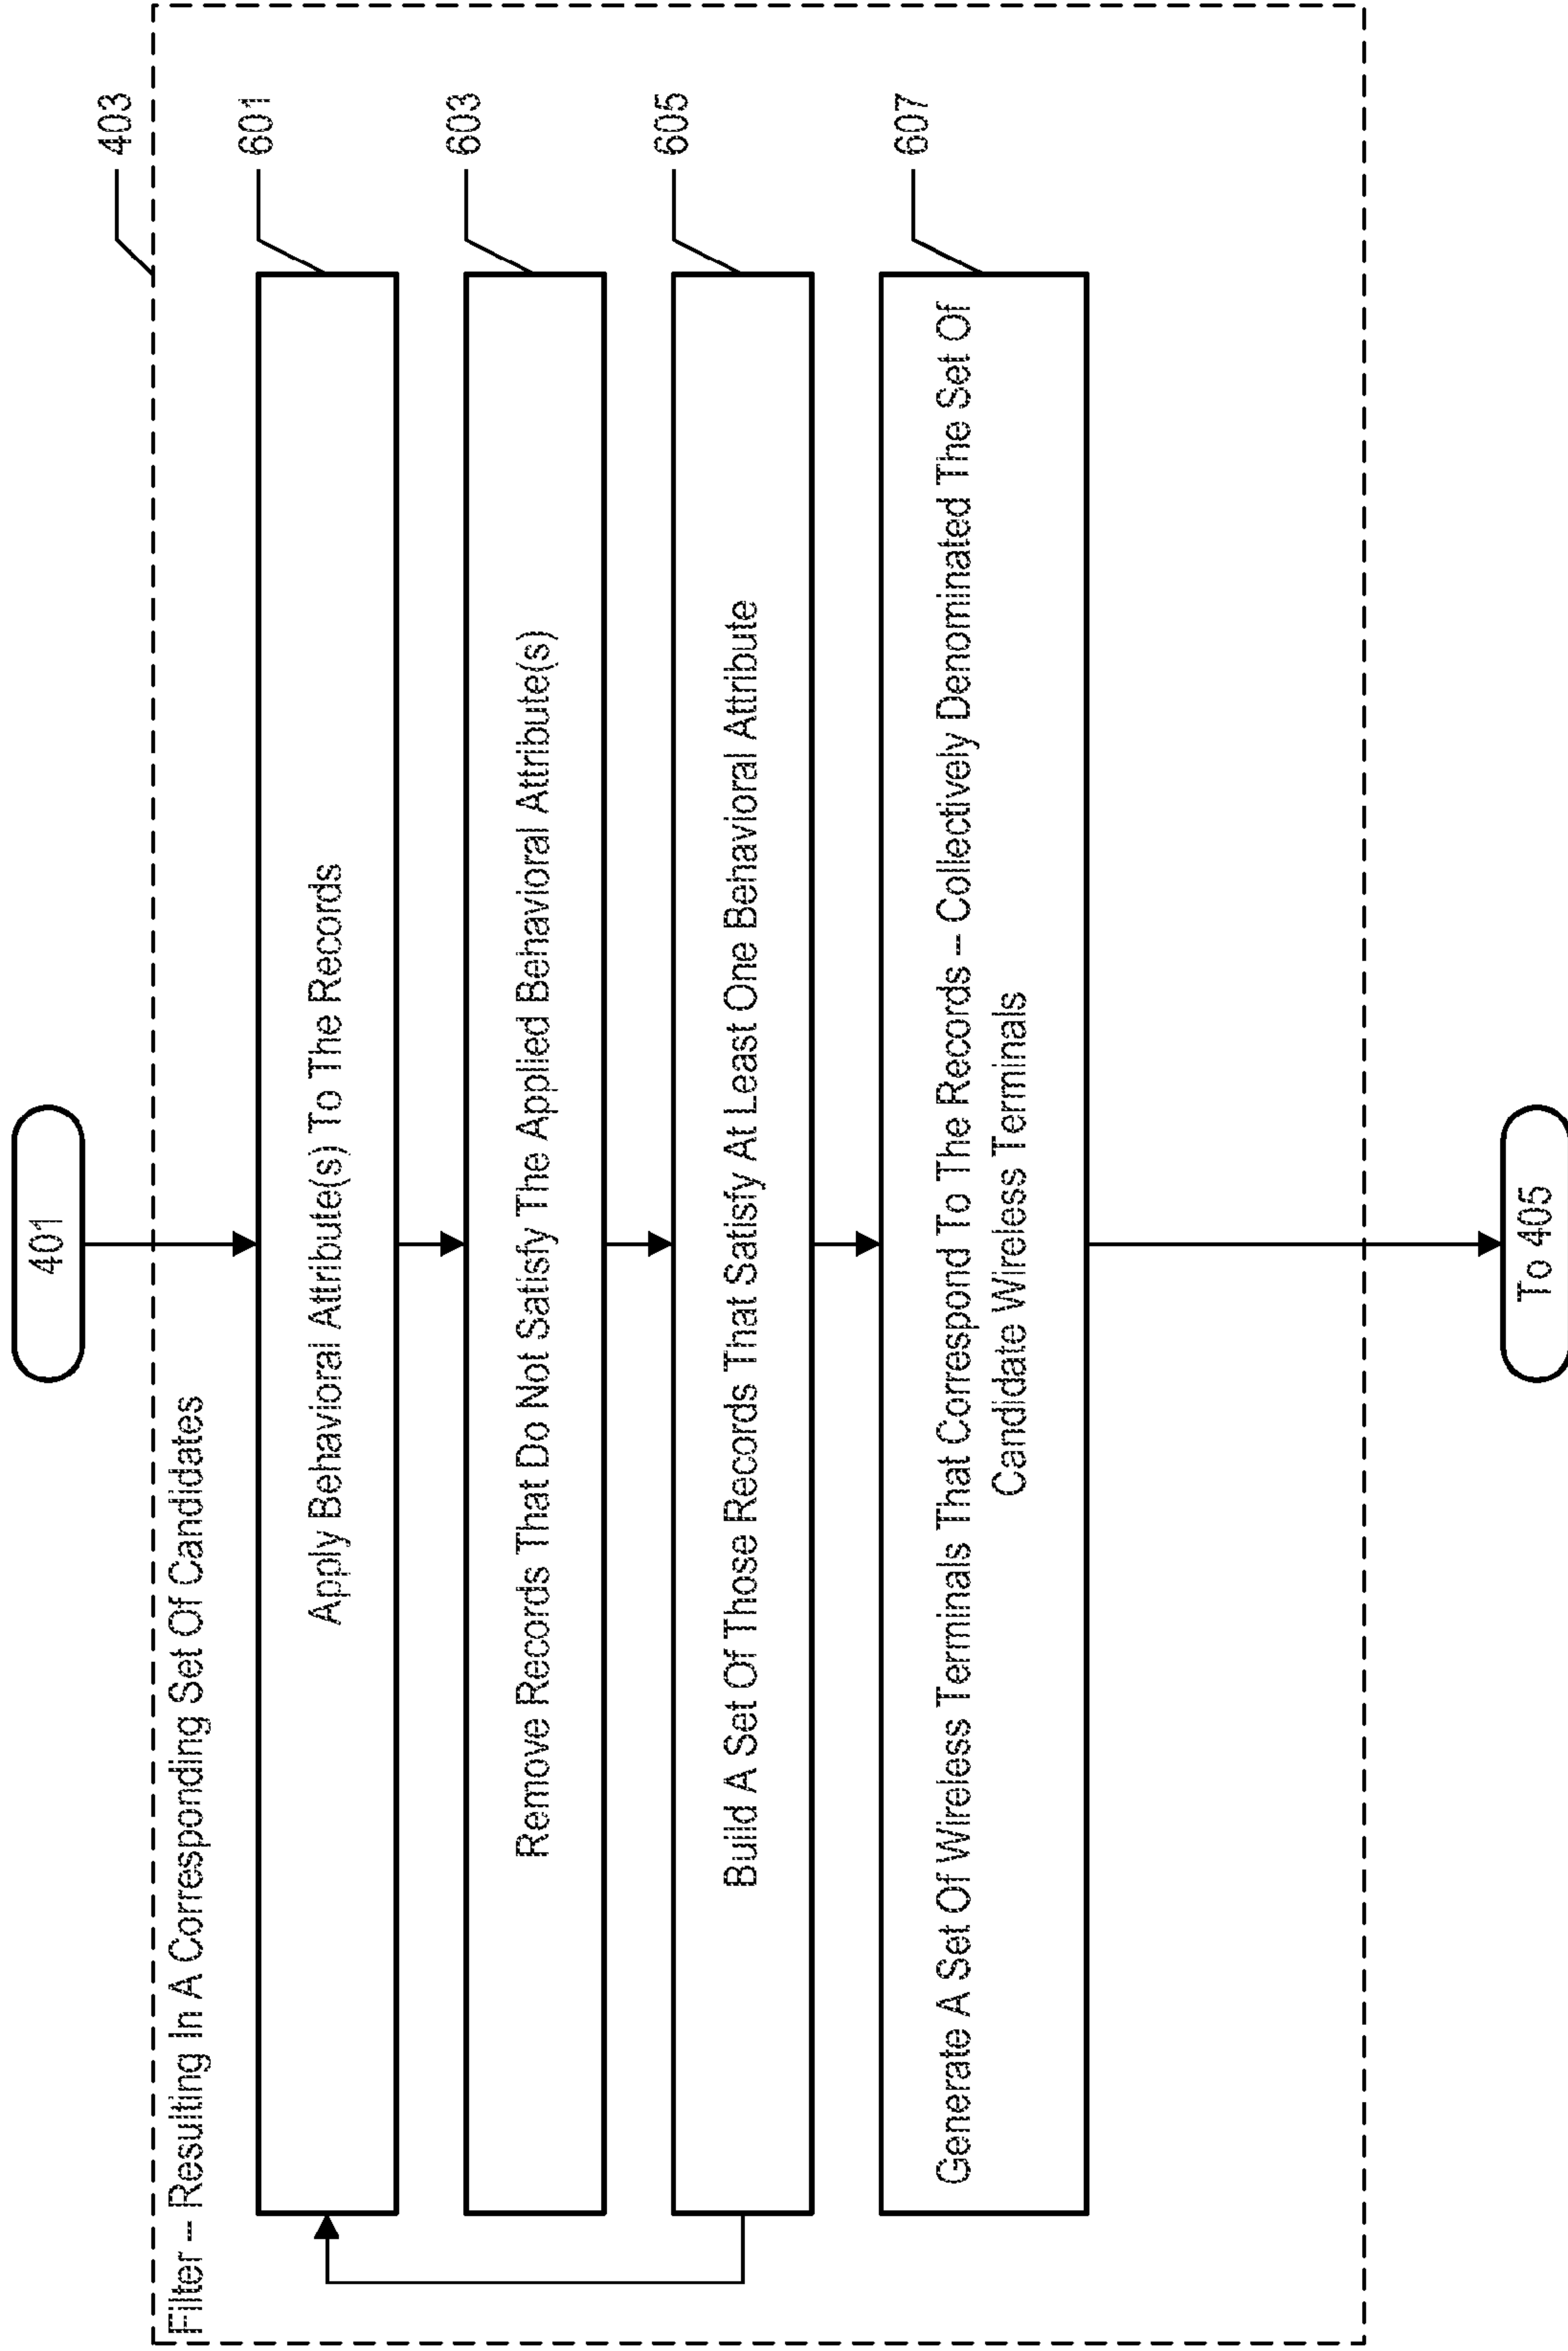 401
403
Filter -- Resulting In A Corresponding Set Of Candidates
601
Apply Behavioral Attribute(s) To The Records
603
Remove Records That Do Not Satisfy The Applied Behavioral Attribute(s)
605
Build A Set Of Those Records That Satisfy At Least One Behavioral Attribute
607
Generate A Set Of Wireless Terminals That Correspond To The Records -- Collectively Denominated The Set Of
Candidate Wireless Terminals
To 405